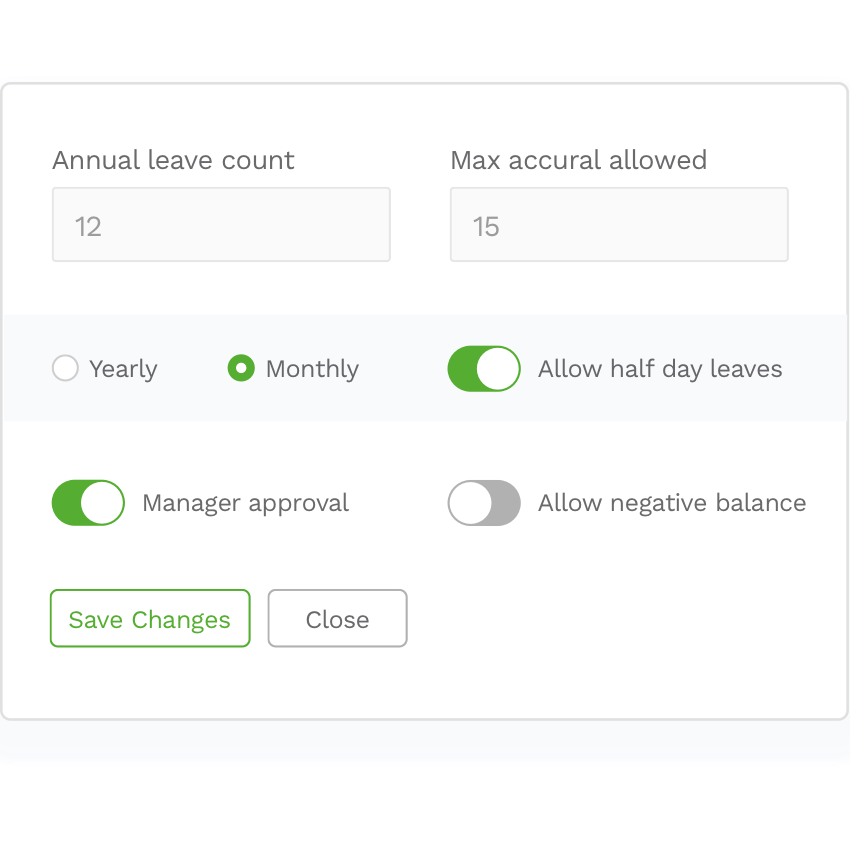 Annual leave count
Max accural allowed
12
15
Yearly
Monthly
Allow half day leaves
Manager approval
Allow negative balance
Save Changes
Close